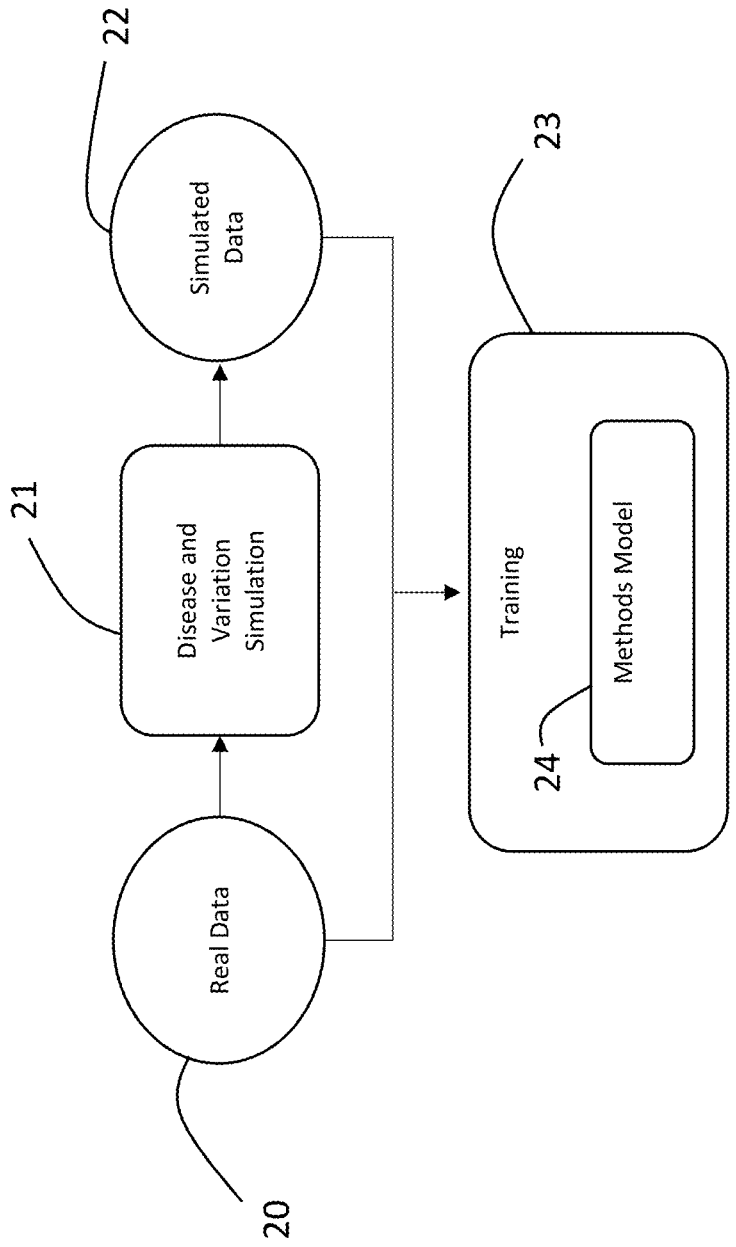 20
Real Data
21
Disease and
Variation
Simulation
22
Simulated
Data
23
Training
24
Methods Model